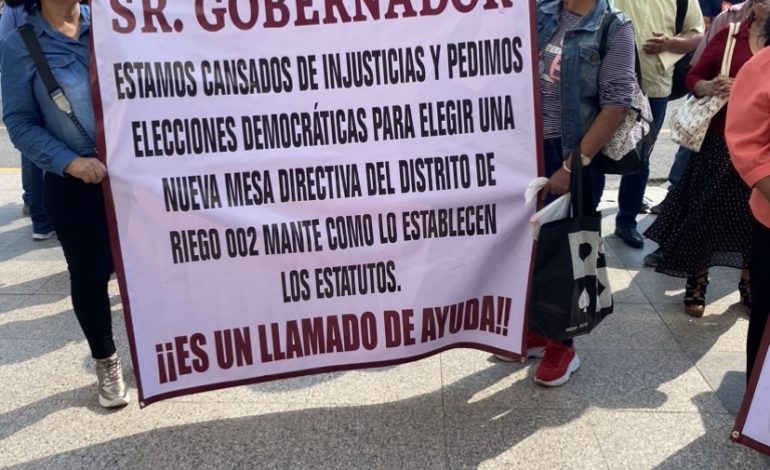 SR. GOBERNADOR
ESTAMOS CANSADOS DE INJUSTICIAS Y PEDIMOS
ELECCIONES DEMOCRÁTICAS PARA ELEGIR UNA
NUEVA MESA DIRECTIVA DEL DISTRITO DE
RIEGO 002 MANTE COMO LO ESTABLECEN
LOS ESTATUTOS.
¡¡ES UN LLAMADO DE AYUDA!!